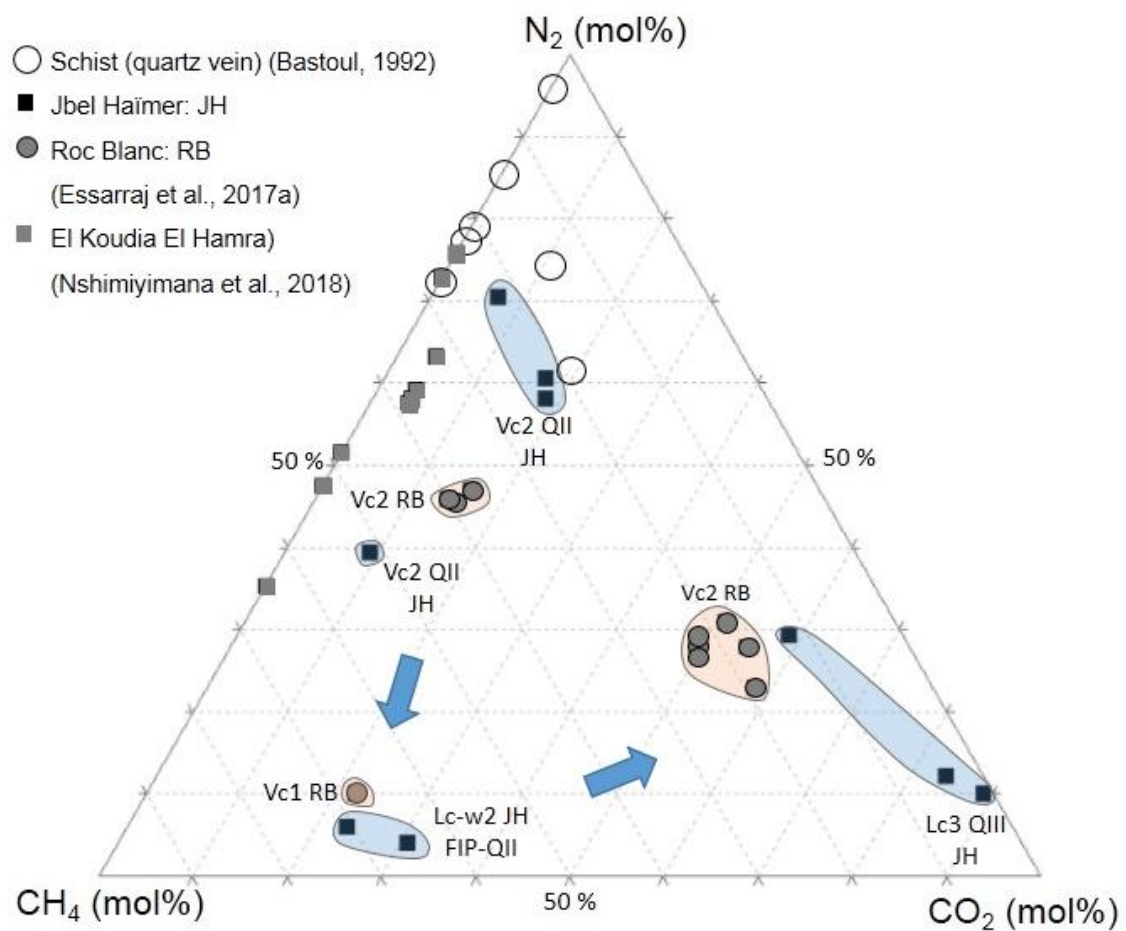 N2 (mol%)
Schist (quartz vein) (Bastoul, 1992)
Jbel Haïmer: JH
Roc Blanc: RB
(Essarraj et al., 2017a)
El Koudia El Hamra)
(Nshimiyimana et al., 2018)
Vc2 QII
JH
50 %
50 %
Vc2 RB
Vc2 QII
JH
Vc2 RB
Vc1 RB
Lc-w2 JH
FIP-QII
Lc3 QIII
JH
CH4 (mol%)
50 %
CO2 (mol%)